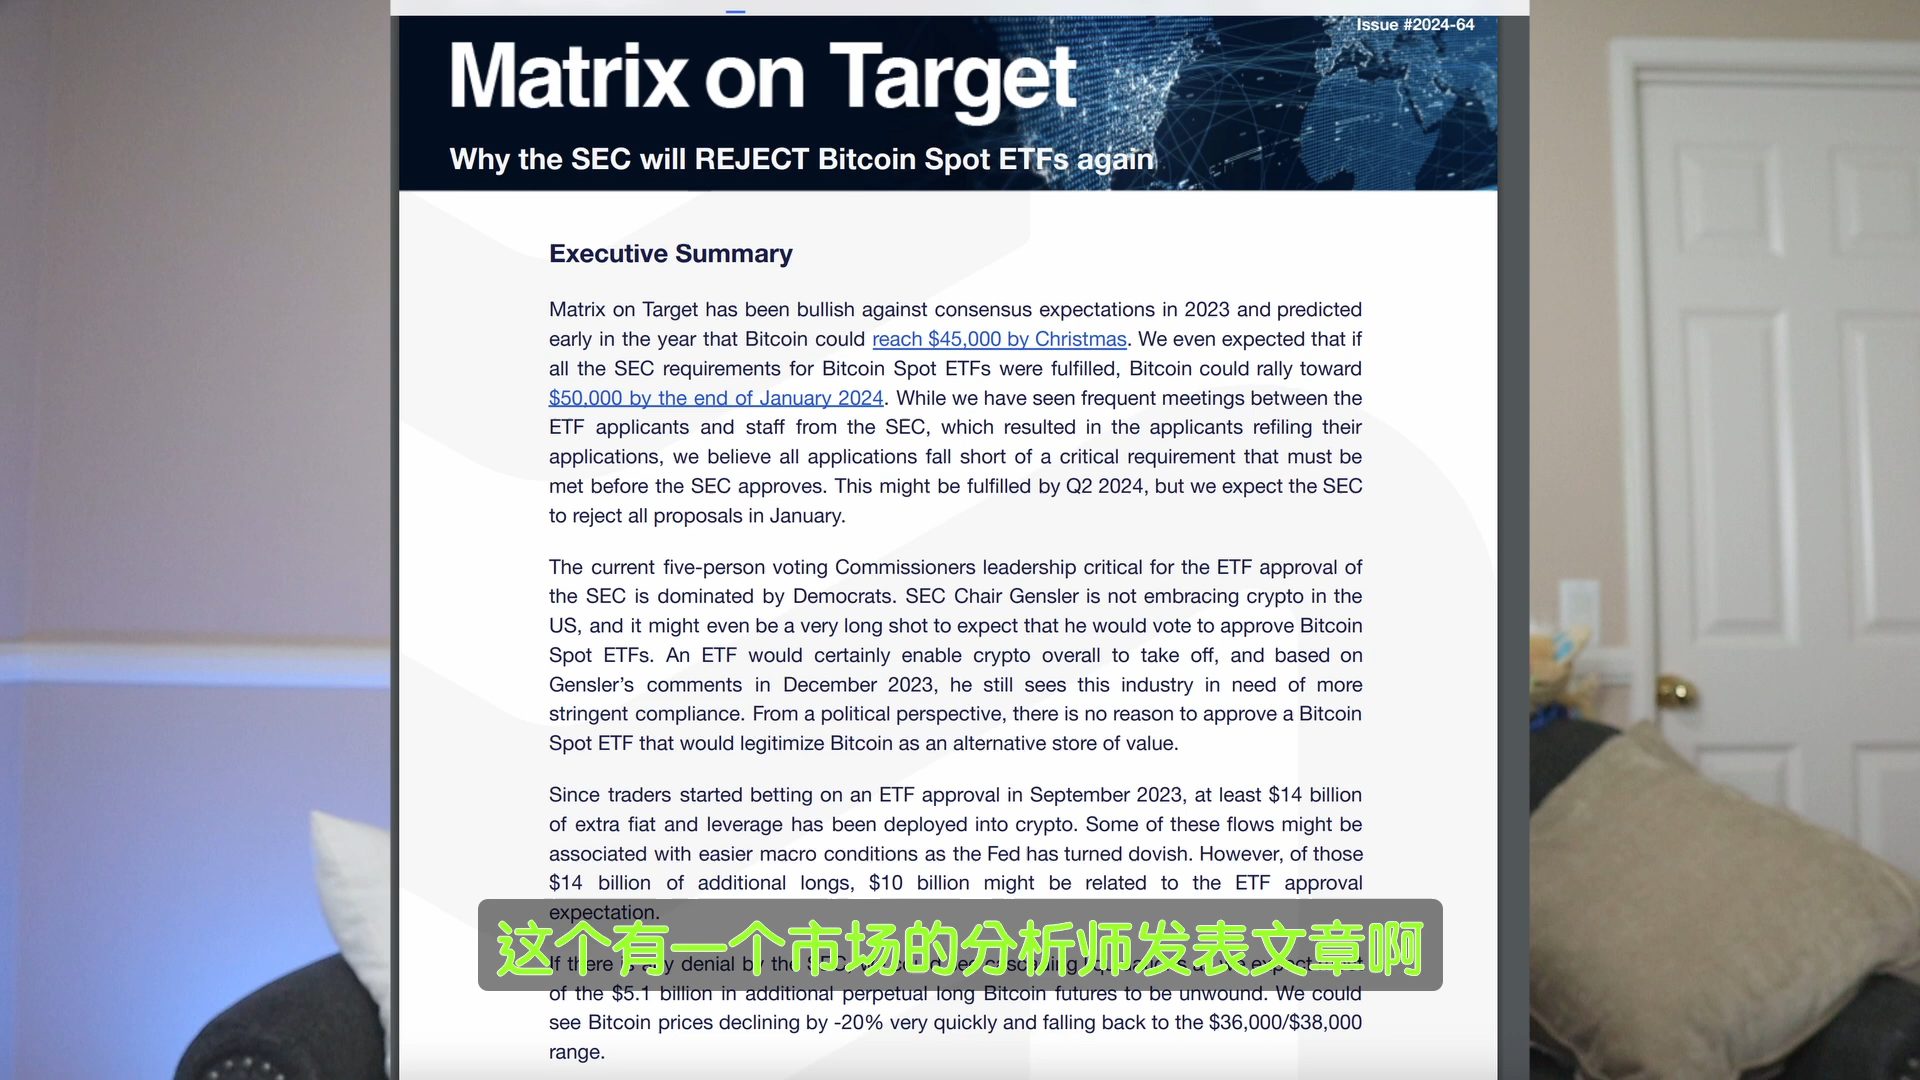 Issue #2024-64
Matrix on Target
Why the SEC will REJECT Bitcoin Spot ETFs again
Executive Summary
Matrix on Target has been bullish against consensus expectations in 2023 and predicted
early in the year that Bitcoin could reach $45,000 by Christmas. We even expected that if
all the SEC requirements for Bitcoin Spot ETFs were fulfilled, Bitcoin could rally toward
$50,000 by the end of January 2024. While we have seen frequent meetings between the
ETF applicants and staff from the SEC, which resulted in the applicants refiling their
applications, we believe all applications fall short of a critical requirement that must be
met before the SEC approves. This might be fulfilled by Q2 2024, but we expect the SEC
to reject all proposals in January.
The current five-person voting Commissioners leadership critical for the ETF approval of
the SEC is dominated by Democrats. SEC Chair Gensler is not embracing crypto in the
US, and it might even be a very long shot to expect that he would vote to approve Bitcoin
Spot ETFs. An ETF would certainly enable crypto overall to take off, and based on
Gensler’s comments in December 2023, he still sees this industry in need of more
stringent compliance. From a political perspective, there is no reason to approve a Bitcoin
Spot ETF that would legitimize Bitcoin as an alternative store of value.
Since traders started betting on an ETF approval in September 2023, at least $14 billion
of extra fiat and leverage has been deployed into crypto. Some of these flows might be
associated with easier macro conditions as the Fed has turned dovish. However, of those
$14 billion of additional longs, $10 billion might be related to the ETF approval
expectation.
If there is any denial by the SEC, we
这个有一个市场的分析师发表文章啊
of the $5.1 billion in additional perpetual long Bitcoin futures to be unwound. We could
see Bitcoin prices declining by -20% very quickly and falling back to the $36,000/$38,000
range.